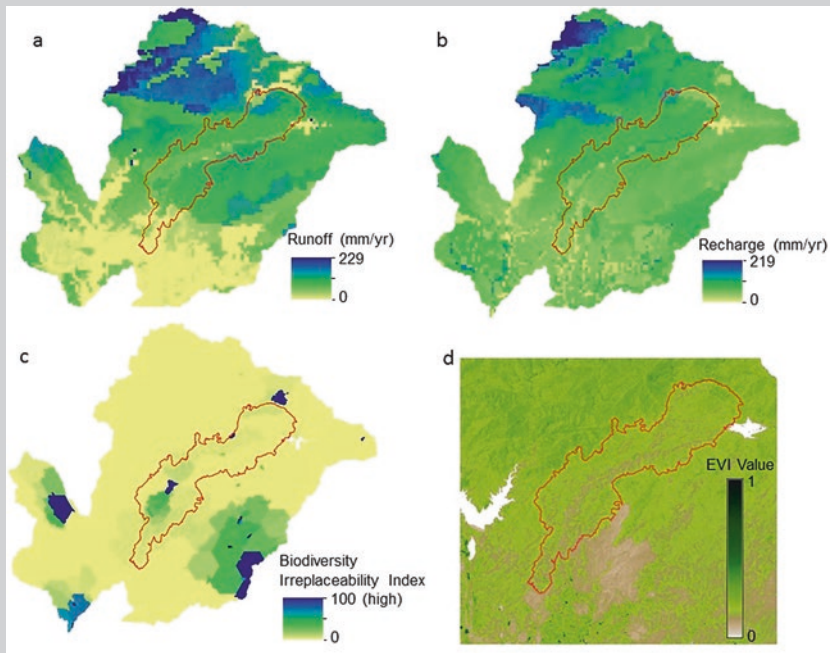 a
Runoff (mm/yr)
229
0
b
Recharge (mm/yr)
219
0
c
Biodiversity
Irreplaceability Index
100 (high)
0
d
EVI Value
1
0